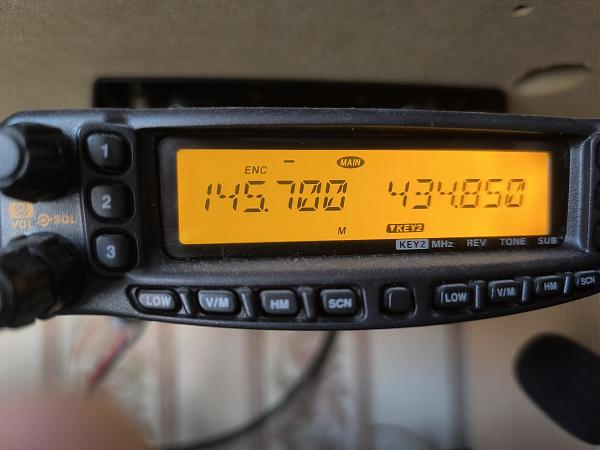 1
2
3
VOL SQL
ENC - MAIN
145.700 434.850
M ▼KEY2
KEY2 MHz REV TONE SUB
LOW V/M HM SCN LOW V/M HM SCN